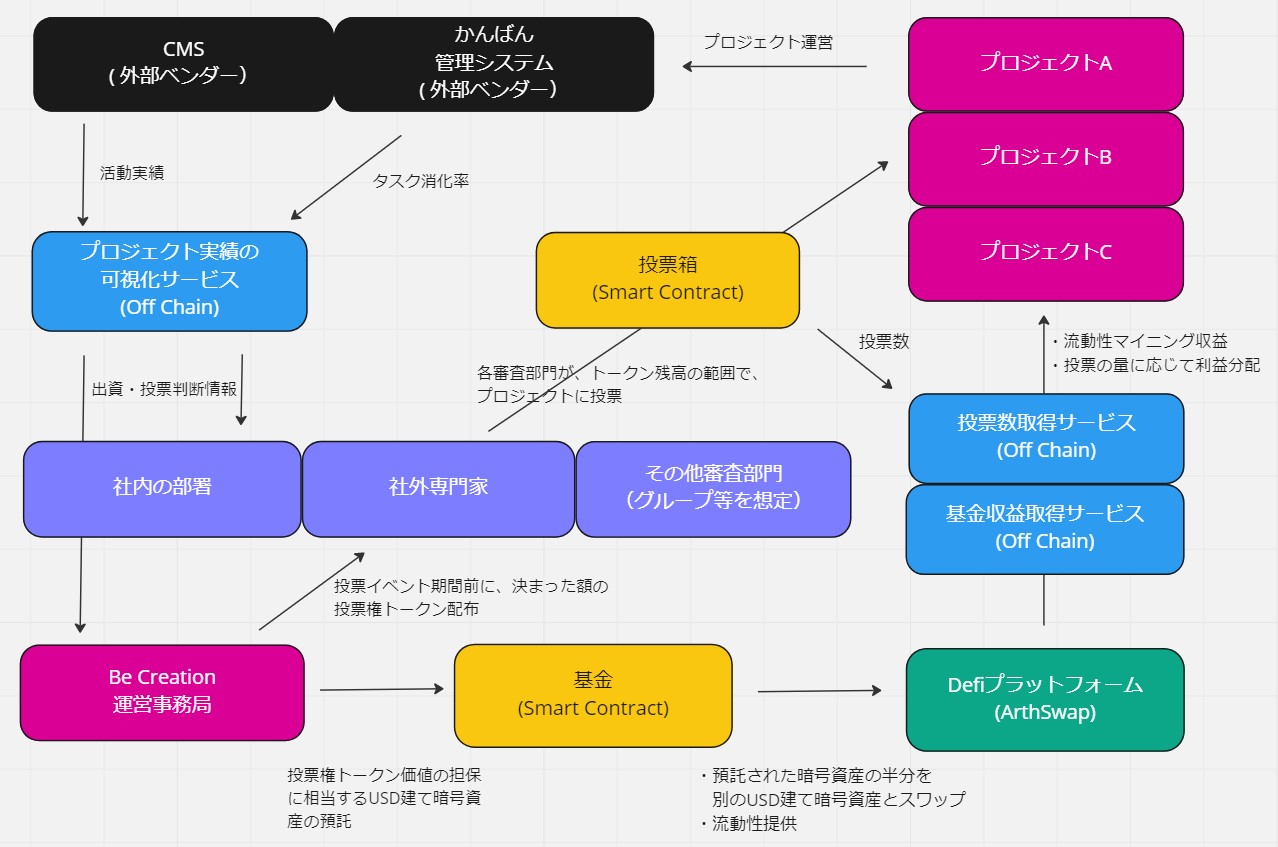 CMS
( 外部ベンダー）
かんばん
管理システム
( 外部ベンダー）
プロジェクト運営
プロジェクトA
プロジェクトB
プロジェクトC
活動実績
タスク消化率
プロジェクト実績の
可視化サービス
(Off Chain)
投票箱
(Smart Contract)
投票数
・流動性マイニング収益
・投票の量に応じて利益分配
出資・投票判断情報
各審査部門が、トークン残高の範囲で、
プロジェクトに投票
投票数取得サービス
(Off Chain)
社内の部署
社外専門家
その他審査部門
（グループ等を想定）
基金収益取得サービス
(Off Chain)
投票イベント期間前に、決まった額の
投票権トークン配布
Be Creation
運営事務局
基金
(Smart Contract)
Defiプラットフォーム
(ArthSwap)
投票権トークン価値の担保
に相当するUSD建て暗号資
産の預託
・預託された暗号資産の半分を
別のUSD建て暗号資産とスワップ
・流動性提供